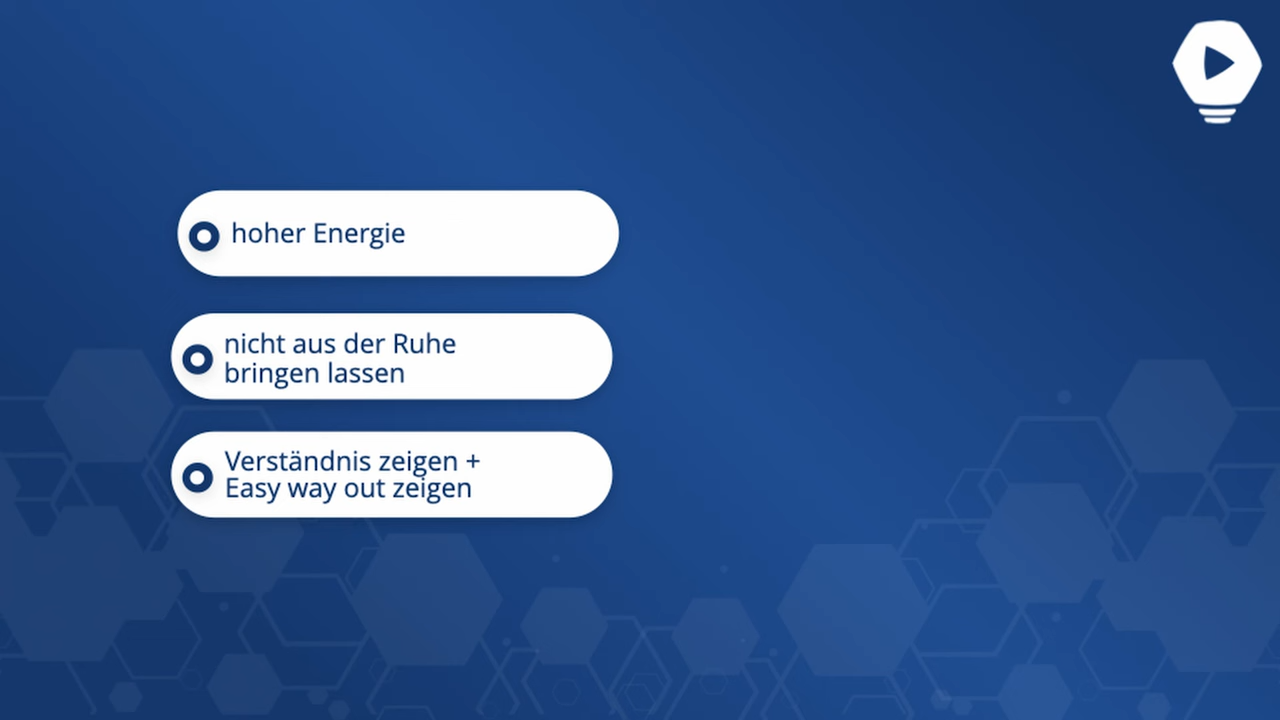 hoher Energie
nicht aus der Ruhe
bringen lassen
Verständnis zeigen +
Easy way out zeigen